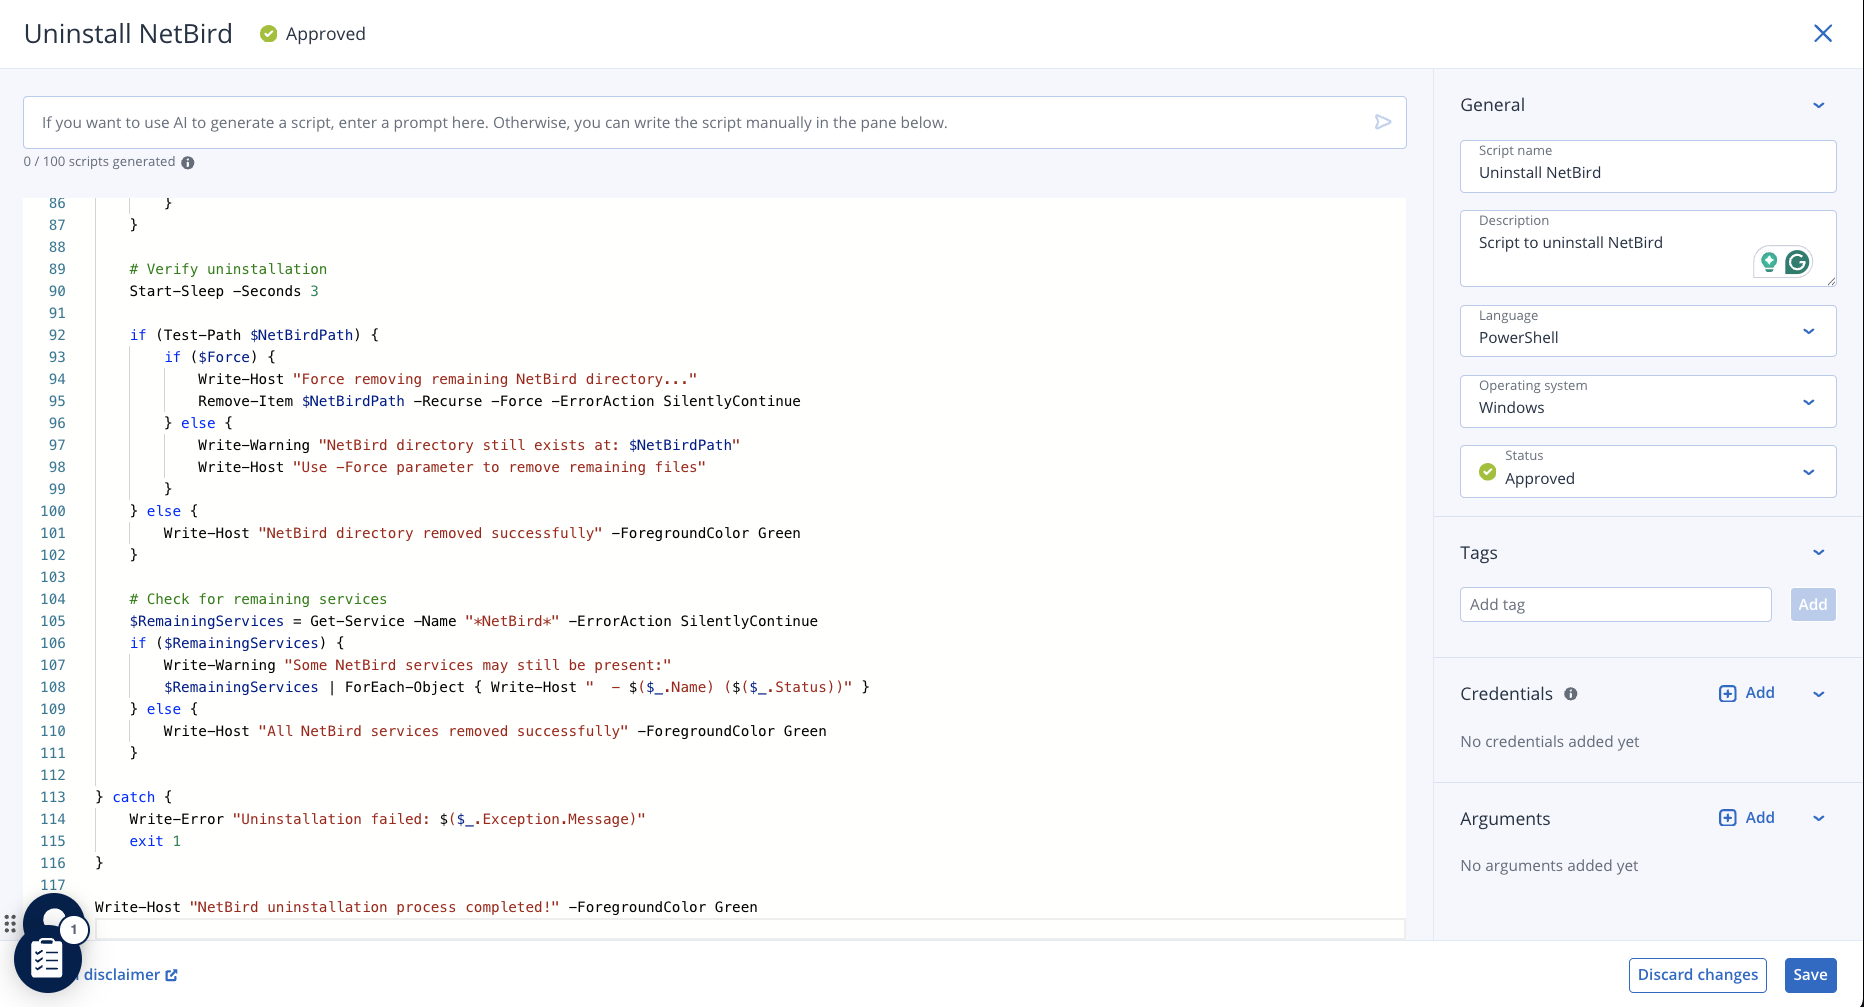 Uninstall NetBird
Approved
If you want to use AI to generate a script, enter a prompt here. Otherwise, you can write the script manually in the pane below.
0 / 100 scripts generated
86 }
87 }
88
89 # Verify uninstallation
90 Start-Sleep -Seconds 3
91
92 if (Test-Path $NetBirdPath) {
93 if ($Force) {
94 Write-Host "Force removing remaining NetBird directory..."
95 Remove-Item $NetBirdPath -Recurse -Force -ErrorAction SilentlyContinue
96 } else {
97 Write-Warning "NetBird directory still exists at: $NetBirdPath"
98 Write-Host "Use -Force parameter to remove remaining files"
99 }
100 } else {
101 Write-Host "NetBird directory removed successfully" -ForegroundColor Green
102 }
103
104 # Check for remaining services
105 $RemainingServices = Get-Service -Name "*NetBird*" -ErrorAction SilentlyContinue
106 if ($RemainingServices) {
107 Write-Warning "Some NetBird services may still be present:"
108 $RemainingServices | ForEach-Object { Write-Host "  - $($_.Name) ($($_.Status))" }
109 } else {
110 Write-Host "All NetBird services removed successfully" -ForegroundColor Green
111 }
112
113 } catch {
114 Write-Error "Uninstallation failed: $($_.Exception.Message)"
115 exit 1
116 }
117
Write-Host "NetBird uninstallation process completed!" -ForegroundColor Green
1
disclaimer
General
Script name
Uninstall NetBird
Description
Script to uninstall NetBird
Language
PowerShell
Operating system
Windows
Status
Approved
Tags
Add tag
Add
Credentials
Add
No credentials added yet
Arguments
Add
No arguments added yet
Discard changes
Save